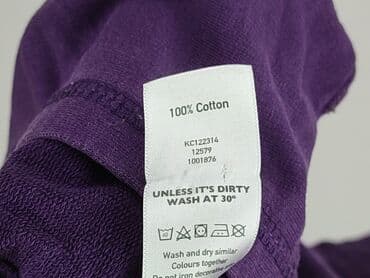 100% Cotton
KC122314
12579
1001876
UNLESS IT'S DIRTY
WASH AT 30°
Wash and dry similar
Colours together
Do not iron decorative